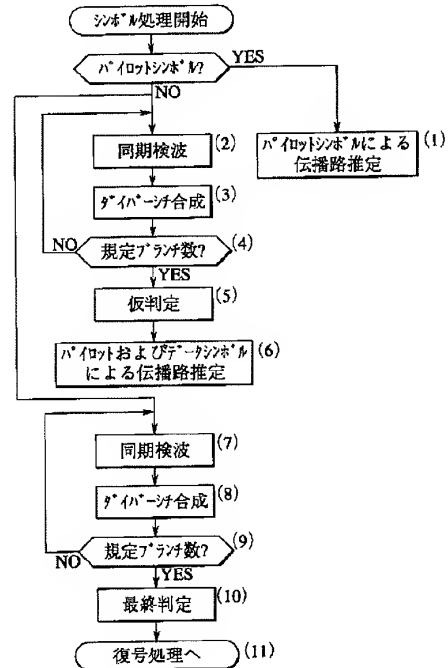 シンボル処理開始
パイロットシンボル?
YES
NO
(1)
パイロットシンボルによる
伝播路推定
同期検波
(2)
ダイバーシチ合成
(3)
規定ブランチ数?
(4)
NO
YES
仮判定
(5)
パイロットおよびデータシンボル
による伝播路推定
(6)
同期検波
(7)
ダイバーシチ合成
(8)
規定ブランチ数?
(9)
NO
YES
最終判定
(10)
復号処理へ
(11)